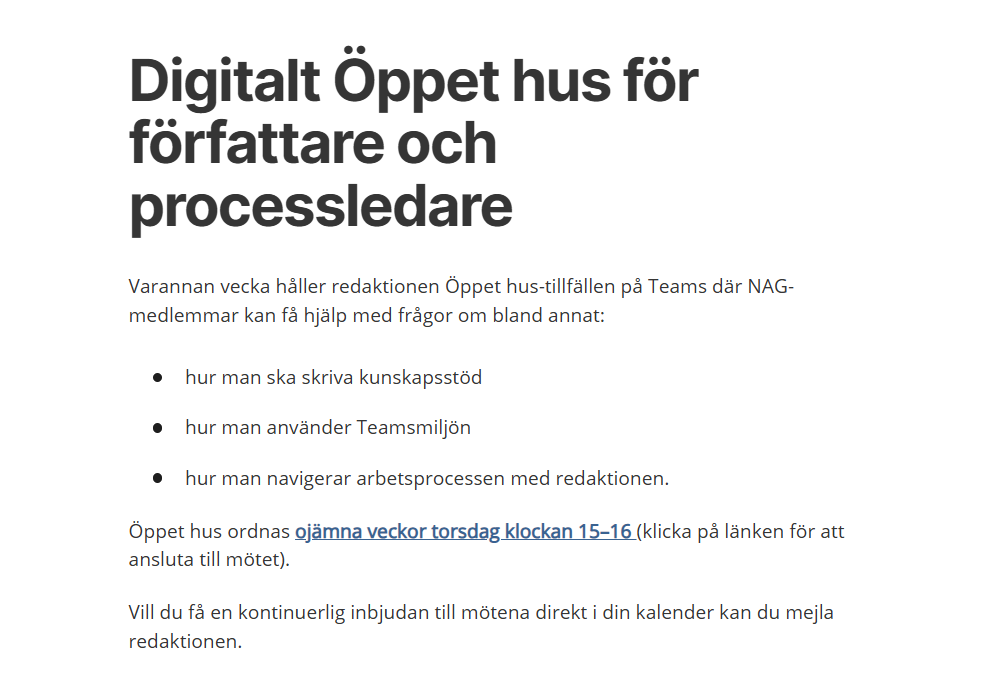 Digitalt Öppet hus för
författare och
processledare
Varannan vecka håller redaktionen Öppet hus-tillfällen på Teams där NAG-
medlemmar kan få hjälp med frågor om bland annat:
hur man ska skriva kunskapsstöd
hur man använder Teamsmiljön
hur man navigerar arbetsprocessen med redaktionen.
Öppet hus ordnas ojämna veckor torsdag klockan 15–16 (klicka på länken för att
ansluta till mötet).
Vill du få en kontinuerlig inbjudan till mötena direkt i din kalender kan du mejla
redaktionen.